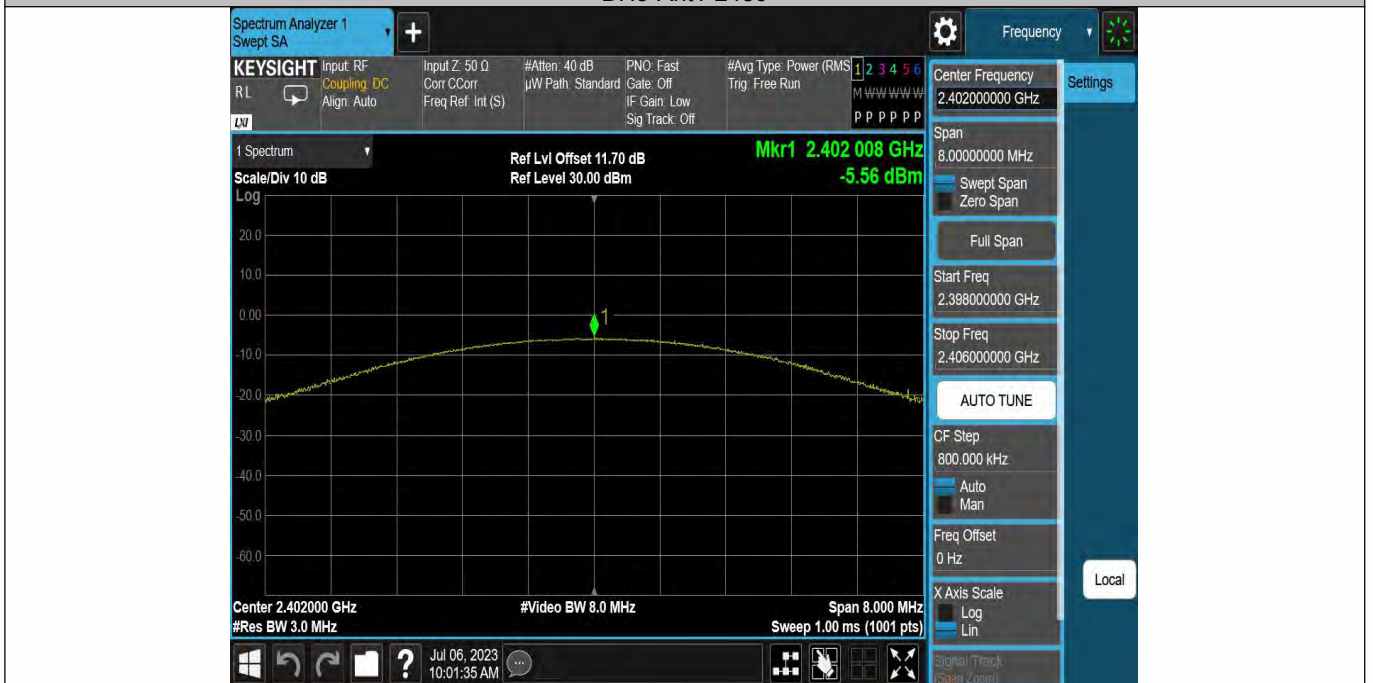 Spectrum Analyzer 1
Swept SA
Frequency
KEYSIGHT
RL
LXI
Input: RF
Coupling: DC
Align: Auto
Input Z: 50 Ω
Corr CCorr
Freq Ref: Int (S)
#Atten: 40 dB
µW Path: Standard
PNO: Fast
Gate: Off
IF Gain: Low
Sig Track: Off
#Avg Type: Power (RMS
Trig: Free Run
1 2 3 4 5 6
M W W W W W
P P P P P P
1 Spectrum
Scale/Div 10 dB
Log
Ref Lvl Offset 11.70 dB
Ref Level 30.00 dBm
Mkr1 2.402 008 GHz
-5.56 dBm
20.0
10.0
0.00
-10.0
-20.0
-30.0
-40.0
-50.0
-60.0
1
Center 2.402000 GHz
#Res BW 3.0 MHz
#Video BW 8.0 MHz
Span 8.000 MHz
Sweep 1.00 ms (1001 pts)
Jul 06, 2023
10:01:35 AM
Center Frequency
2.402000000 GHz
Settings
Span
8.00000000 MHz
Swept Span
Zero Span
Full Span
Start Freq
2.398000000 GHz
Stop Freq
2.406000000 GHz
AUTO TUNE
CF Step
800.000 kHz
Auto
Man
Freq Offset
0 Hz
X Axis Scale
Log
Lin
Signal Track
(Span Zoom)
Local